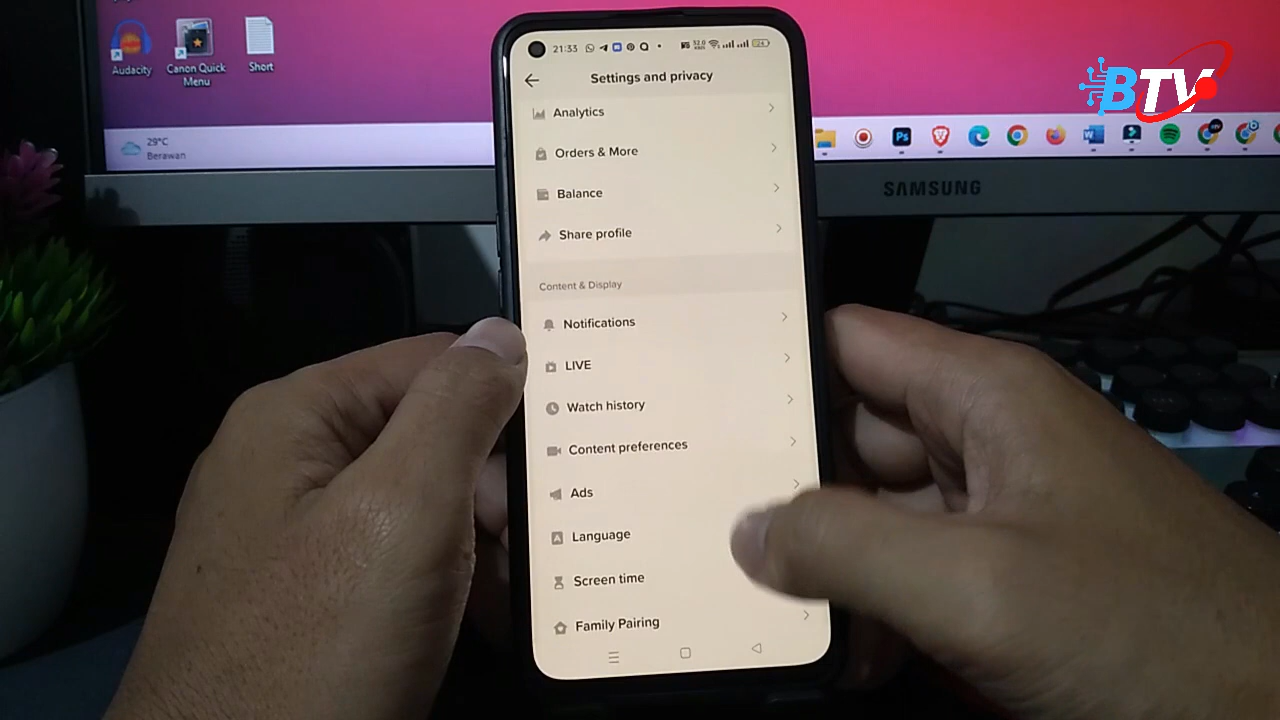 Audacity
Canon Quick
Menu
Short
29°C
Berawan
BTV
Ps
SAMSUNG
21:33
Settings and privacy
Analytics
Orders & More
Balance
Share profile
Content & Display
Notifications
LIVE
Watch history
Content preferences
Ads
A
Language
Screen time
Family Pairing